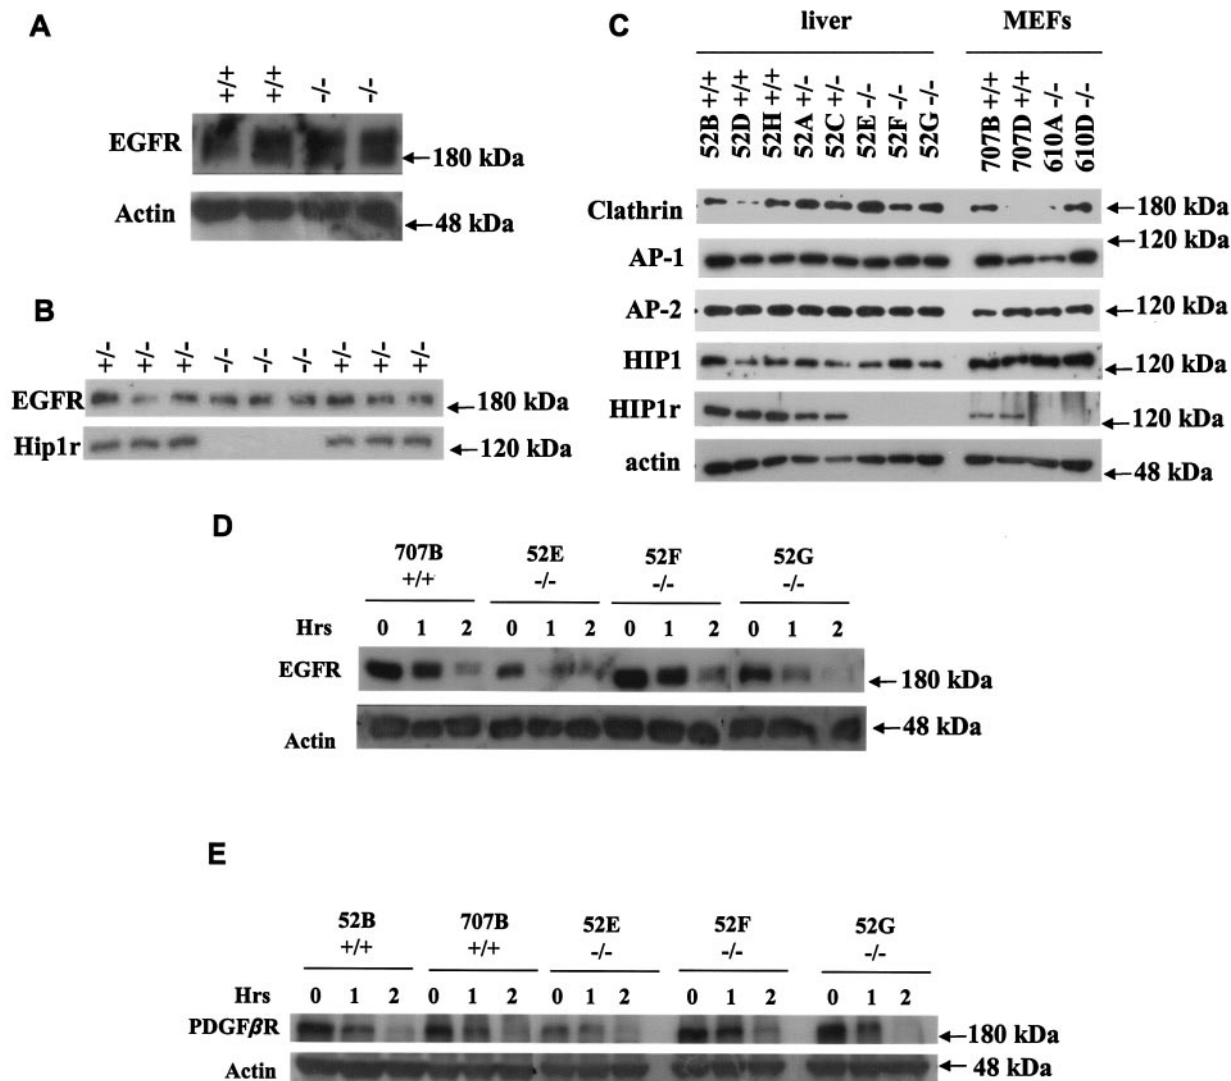 A
+/+ +/+ -/- -/-
EGFR
180 kDa
Actin
48 kDa
B
+/- +/- +/- -/- -/- -/- +/- +/- +/-
EGFR
180 kDa
Hip1r
120 kDa
C
liver MEFs
52B +/+ 52D +/+ 52H +/+ 52A +/- 52C +/- 52E -/- 52F -/- 52G -/- 707B +/+ 707D +/+ 610A -/- 610D -/-
Clathrin
180 kDa
120 kDa
AP-1
AP-2
120 kDa
HIP1
120 kDa
HIP1r
120 kDa
actin
48 kDa
D
707B 52E 52F 52G
+/+ -/- -/- -/-
Hrs 0 1 2 0 1 2 0 1 2 0 1 2
EGFR
180 kDa
Actin
48 kDa
E
52B 707B 52E 52F 52G
+/+ +/+ -/- -/- -/-
Hrs 0 1 2 0 1 2 0 1 2 0 1 2 0 1 2
PDGFβR
180 kDa
Actin
48 kDa